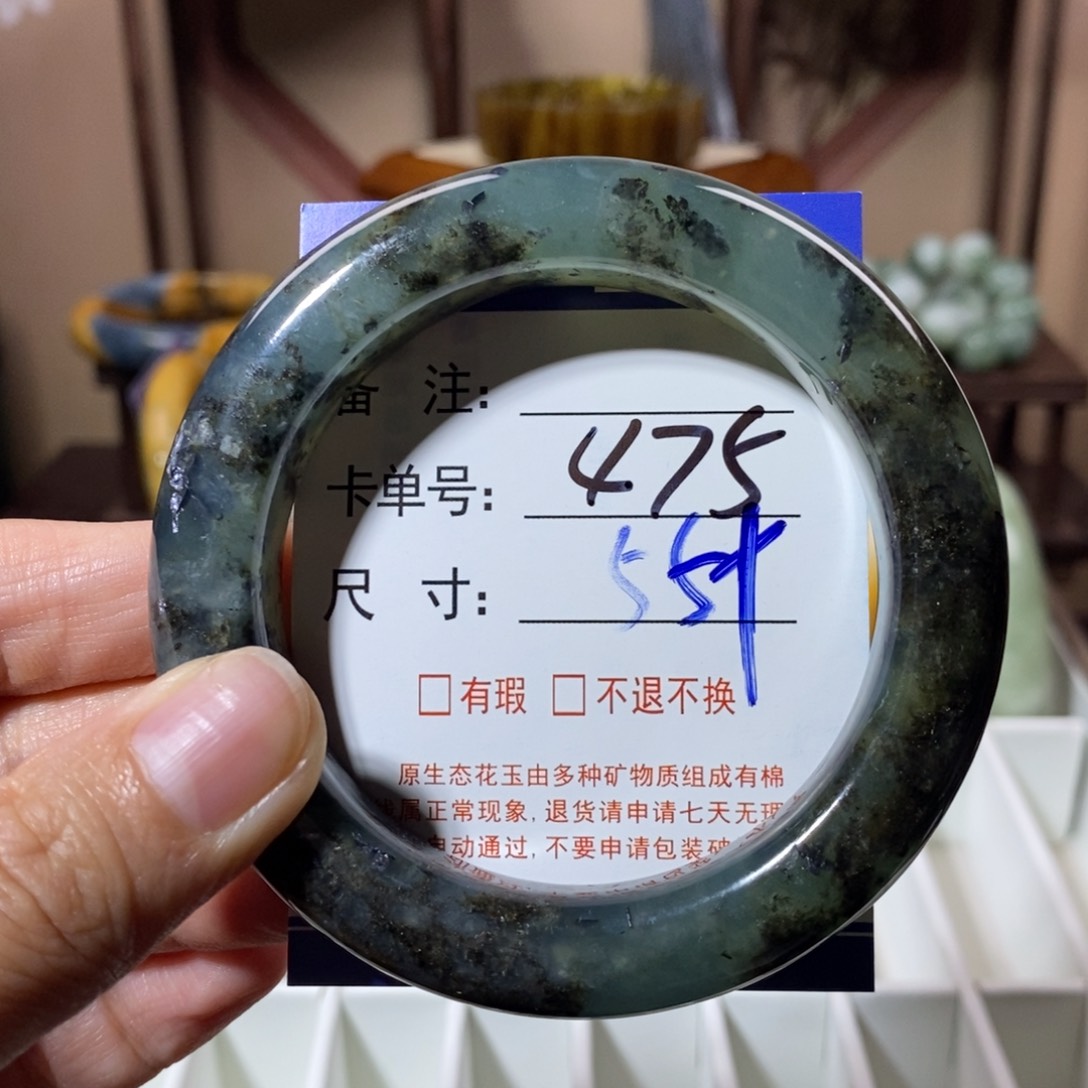 备 注:
卡单号: 475
尺 寸: 55
□有瑕 □不退不换
原生态花玉由多种矿物质组成有棉
属正常现象,退货请申请七天无
动通过,不要申请包装破